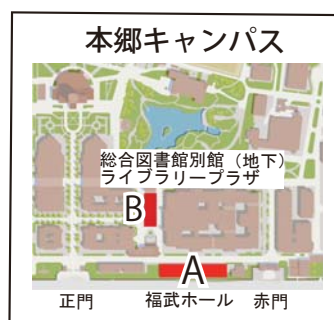 本郷キャンパス
総合図書館別館（地下）
ライブラリープラザ
B
A
正門 福武ホール 赤門